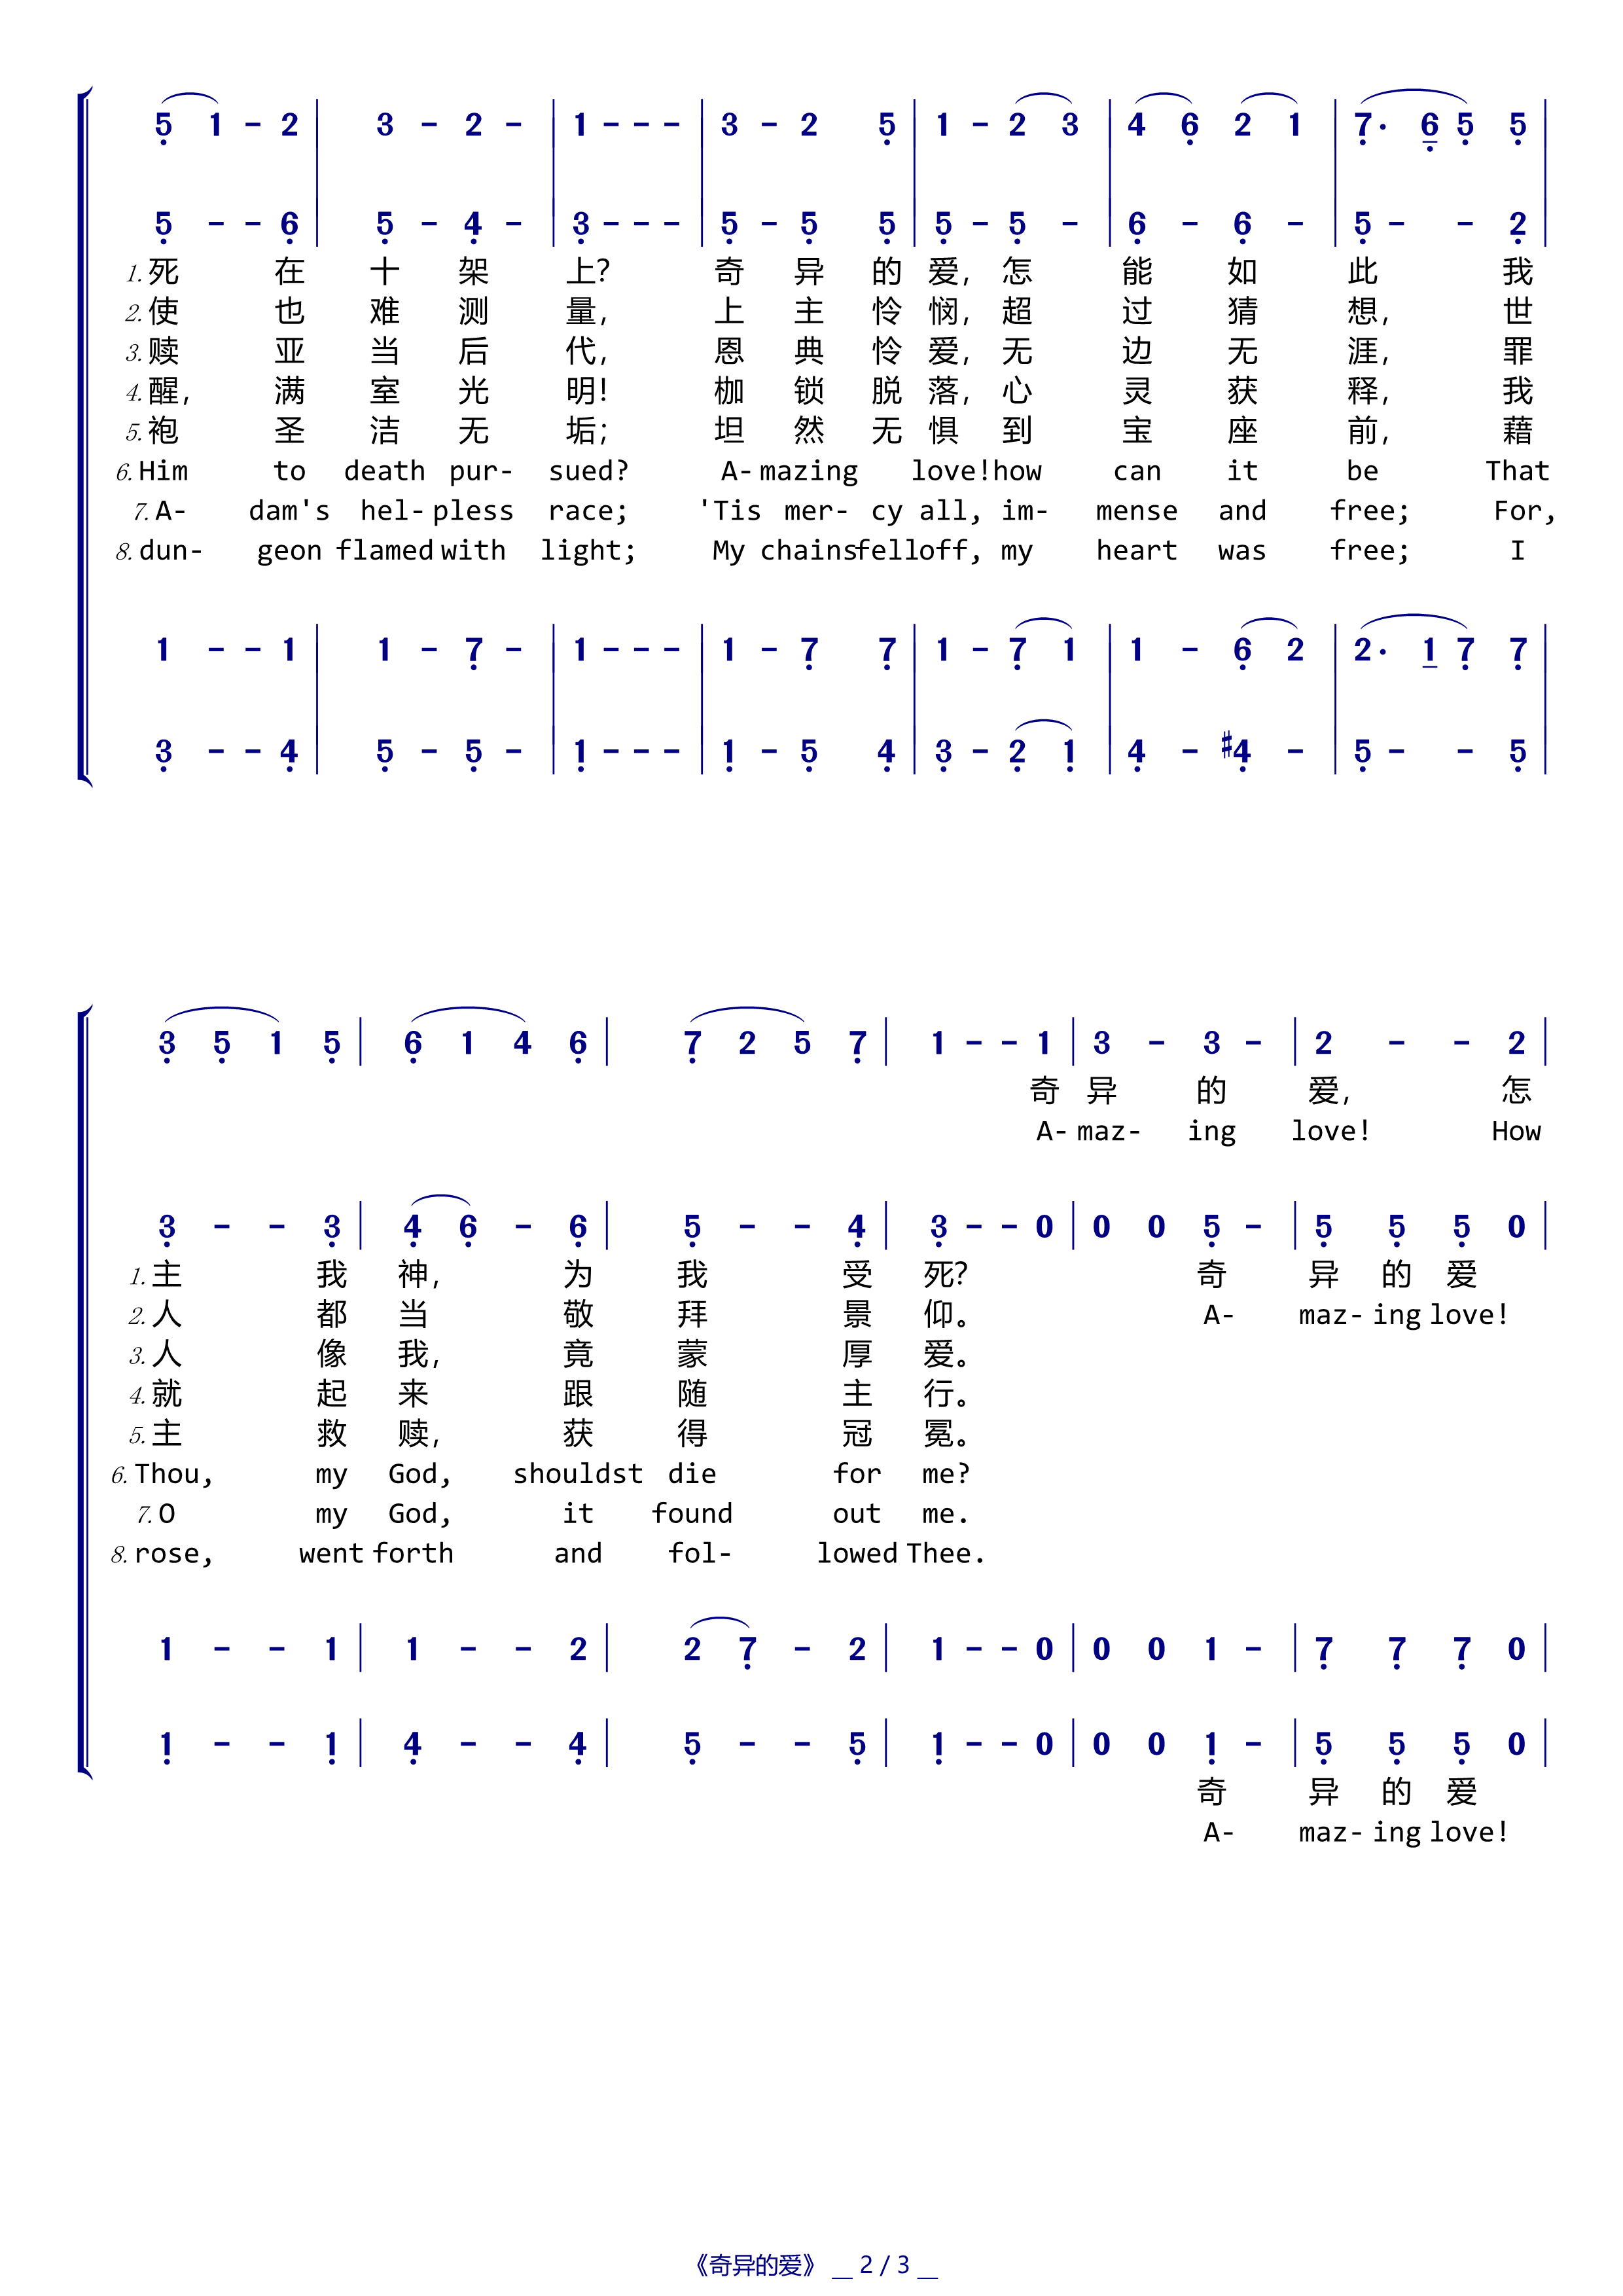 5 1 - 2 | 3 - 2 - | 1 - - - | 3 - 2 5 | 1 - 2 3 | 4 6 2 1 | 7· 6 5 5 |
5 - - 6 | 5 - 4 - | 3 - - - | 5 - 5 5 | 5 - 5 - | 6 - 6 - | 5 - - 2 |
1. 死 在 十 架 上? 奇 异 的 爱, 怎 能 如 此 我
2. 使 也 难 测 量, 上 主 怜 悯, 超 过 猜 想, 世
3. 赎 亚 当 后 代, 恩 典 怜 爱, 无 边 无 涯, 罪
4. 醒, 满 室 光 明! 枷 锁 脱 落, 心 灵 获 释, 我
5. 袍 圣 洁 无 垢; 坦 然 无 惧 到 宝 座 前, 藉
6. Him to death pur- sued? A- mazing love! how can it be That
7. A- dam's hel- pless race; 'Tis mer- cy all, im- mense and free; For,
8. dun- geon flamed with light; My chains fell off, my heart was free; I
1 - - 1 | 1 - 7 - | 1 - - - | 1 - 7 7 | 1 - 7 1 | 1 - 6 2 | 2· 1 7 7 |
3 - - 4 | 5 - 5 - | 1 - - - | 1 - 5 4 | 3 - 2 1 | 4 - #4 - | 5 - - 5 |
3 5 1 5 | 6 1 4 6 | 7 2 5 7 | 1 - - 1 | 3 - 3 - | 2 - - 2 |
奇 异 的 爱, 怎
A- maz- ing love! How
3 - - 3 | 4 6 - 6 | 5 - - 4 | 3 - - 0 | 0 0 5 - | 5 5 5 0 |
1. 主 我 神, 为 我 受 死? 奇 异 的 爱
2. 人 都 当 敬 拜 景 仰。 A- maz- ing love!
3. 人 像 我, 竟 蒙 厚 爱。
4. 就 起 来 跟 随 主 行。
5. 主 救 赎, 获 得 冠 冕。
6. Thou, my God, shouldst die for me?
7. O my God, it found out me.
8. rose, went forth and fol- lowed Thee.
1 - - 1 | 1 - - 2 | 2 7 - 2 | 1 - - 0 | 0 0 1 - | 7 7 7 0 |
1 - - 1 | 4 - - 4 | 5 - - 5 | 1 - - 0 | 0 0 1 - | 5 5 5 0 |
奇 异 的 爱
A- maz- ing love!
《奇异的爱》 __ 2 / 3 __